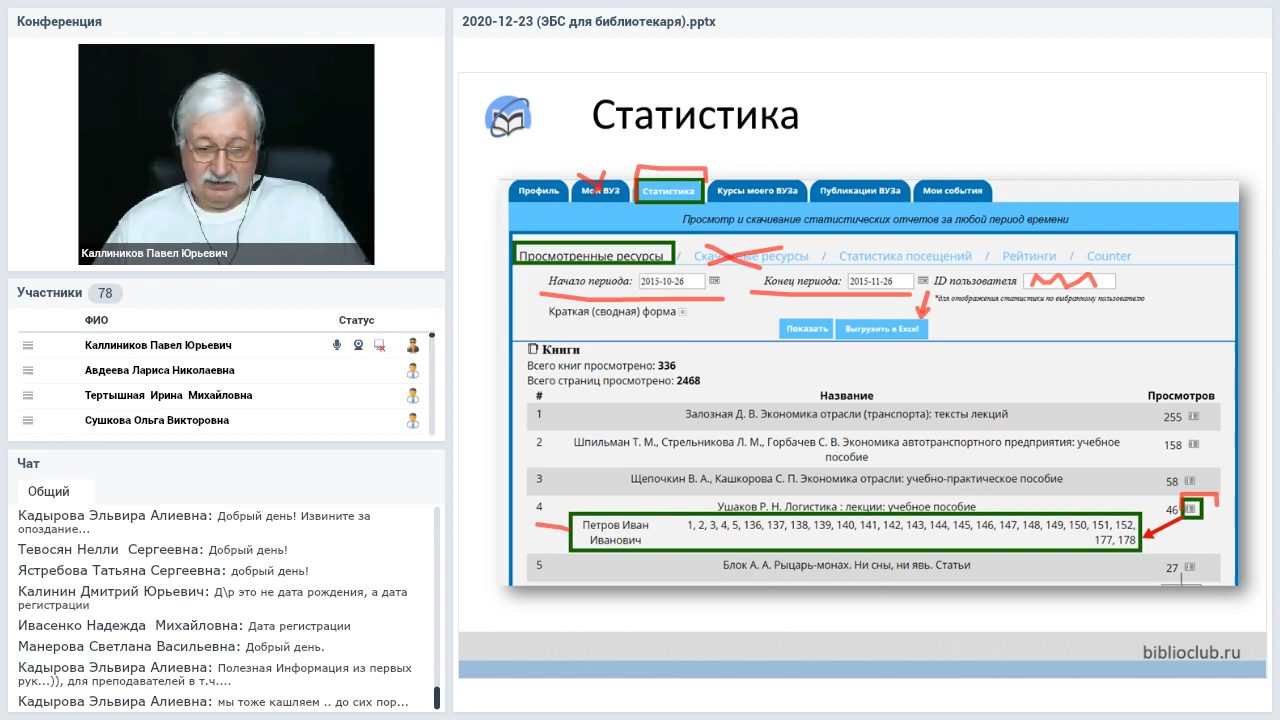 Конференция
Каллиников Павел Юрьевич
Участники 78
ФИО Статус
Каллиников Павел Юрьевич
Авдеева Лариса Николаевна
Тертышная Ирина Михайловна
Сушкова Ольга Викторовна
Чат
Общий
Кадырова Эльвира Алиевна: Добрый день! Извините за
опоздание...
Тевосян Нелли Сергеевна: Добрый день!
Ястребова Татьяна Сергеевна: добрый день!
Калинин Дмитрий Юрьевич: Д\р это не дата рождения, а дата
регистрации
Ивасенко Надежда Михайловна: Дата регистрации
Манерова Светлана Васильевна: Добрый день.
Кадырова Эльвира Алиевна: Полезная Информация из первых
рук...)), для преподавателей в т.ч....
Кадырова Эльвира Алиевна: мы тоже кашляем .. до сих пор...
2020-12-23 (ЭБС для библиотекаря).pptx
Статистика
Профиль Мой ВУЗ Статистика Курсы моего ВУЗа Публикации ВУЗа Мои события
Просмотр и скачивание статистических отчетов за любой период времени
Просмотренные ресурсы / Скачанные ресурсы / Статистика посещений / Рейтинги / Counter
Начало периода: 2015-10-26 Конец периода: 2015-11-26 ID пользователя
*для отображения статистики по выбранному пользователю
Краткая (сводная) форма
Показать Выгрузить в Excel
Книги
Всего книг просмотрено: 336
Всего страниц просмотрено: 2468
# Название Просмотров
1 Залозная Д. В. Экономика отрасли (транспорта): тексты лекций 255
2 Шпильман Т. М., Стрельникова Л. М., Горбачев С. В. Экономика автотранспортного предприятия: учебное 158
пособие
3 Щепочкин В. А., Кашкорова С. П. Экономика отрасли: учебно-практическое пособие 58
4 Ушаков Р. Н. Логистика : лекции: учебное пособие 46
Петров Иван 1, 2, 3, 4, 5, 136, 137, 138, 139, 140, 141, 142, 143, 144, 145, 146, 147, 148, 149, 150, 151, 152,
Иванович 177, 178
5 Блок А. А. Рыцарь-монах. Ни сны, ни явь. Статьи 27
biblioclub.ru